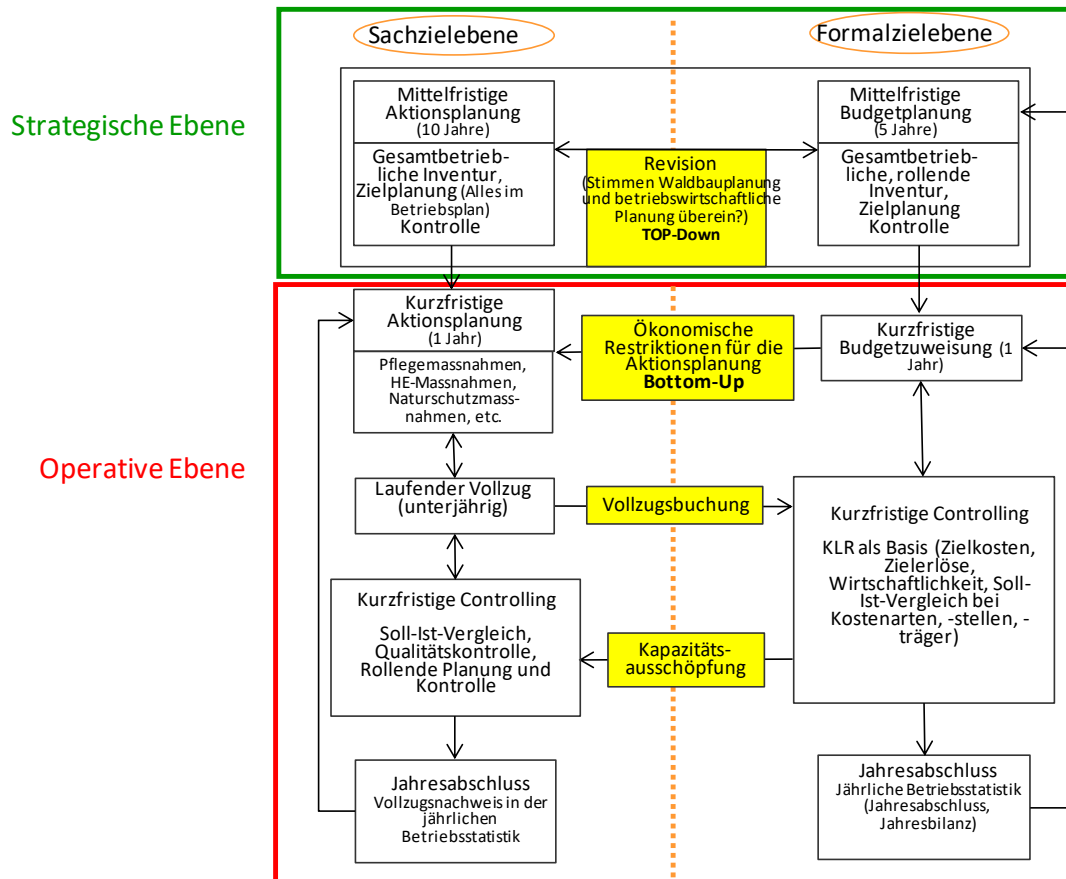 Sachzielebene
Formalzielebene
Strategische Ebene
Mittelfristige
Aktionsplanung
(10 Jahre)
Gesamtbetrieb-
liche Inventur,
Zielplanung (Alles im
Betriebsplan)
Kontrolle
Revision
(Stimmen Waldbauplanung
und betriebswirtschaftliche
Planung überein?)
TOP-Down
Mittelfristige
Budgetplanung
(5 Jahre)
Gesamtbetrieb-
liche, rollende
Inventur,
Zielplanung
Kontrolle
Operative Ebene
Kurzfristige
Aktionsplanung
(1 Jahr)
Pflegemassnahmen,
HE-Massnahmen,
Naturschutzmass-
nahmen, etc.
Ökonomische
Restriktionen für die
Aktionsplanung
Bottom-Up
Kurzfristige
Budgetzuweisung (1
Jahr)
Laufender Vollzug
(unterjährig)
Vollzugsbuchung
Kurzfristige Controlling
KLR als Basis (Zielkosten,
Zielerlöse,
Wirtschaftlichkeit, Soll-
Ist-Vergleich bei
Kostenarten, -stellen, -
träger)
Kurzfristige Controlling
Soll-Ist-Vergleich,
Qualitätskontrolle,
Rollende Planung und
Kontrolle
Kapazitäts-
ausschöpfung
Jahresabschluss
Vollzugsnachweis in der
jährlichen
Betriebsstatistik
Jahresabschluss
Jährliche Betriebsstatistik
(Jahresabschluss,
Jahresbilanz)